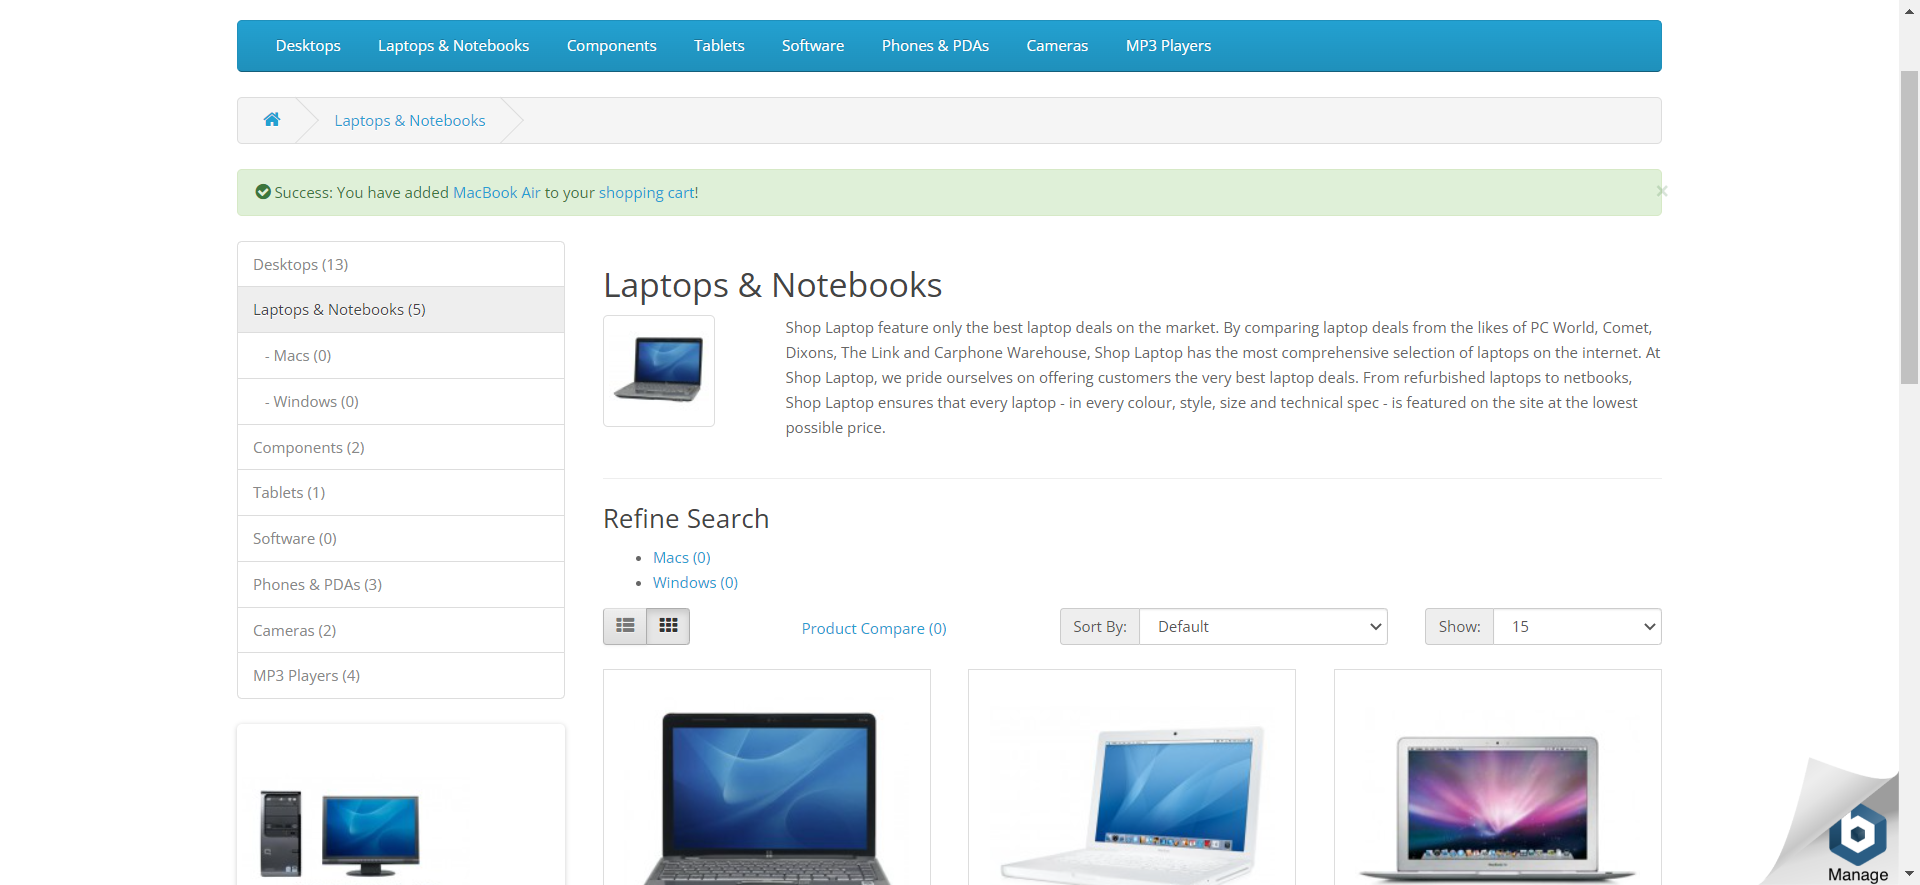 Desktops Laptops & Notebooks Components Tablets Software Phones & PDAs Cameras MP3 Players
Laptops & Notebooks
Success: You have added MacBook Air to your shopping cart!
×
Desktops (13)
Laptops & Notebooks (5)
- Macs (0)
- Windows (0)
Components (2)
Tablets (1)
Software (0)
Phones & PDAs (3)
Cameras (2)
MP3 Players (4)
Laptops & Notebooks
Shop Laptop feature only the best laptop deals on the market. By comparing laptop deals from the likes of PC World, Comet,
Dixons, The Link and Carphone Warehouse, Shop Laptop has the most comprehensive selection of laptops on the internet. At
Shop Laptop, we pride ourselves on offering customers the very best laptop deals. From refurbished laptops to netbooks,
Shop Laptop ensures that every laptop - in every colour, style, size and technical spec - is featured on the site at the lowest
possible price.
Refine Search
Macs (0)
Windows (0)
Product Compare (0) Sort By: Default Show: 15
b
Manage